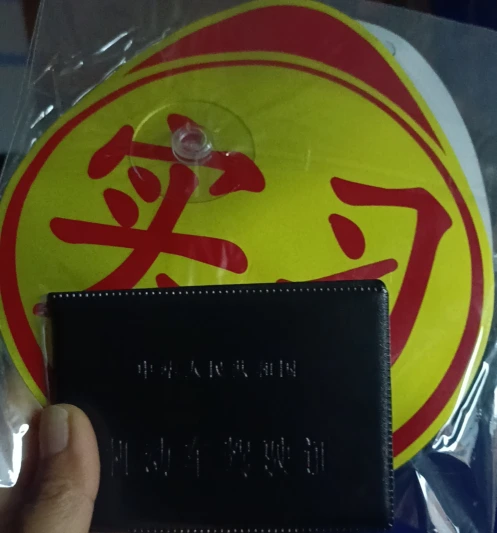 实习
中华人民共和国
机动车驾驶证